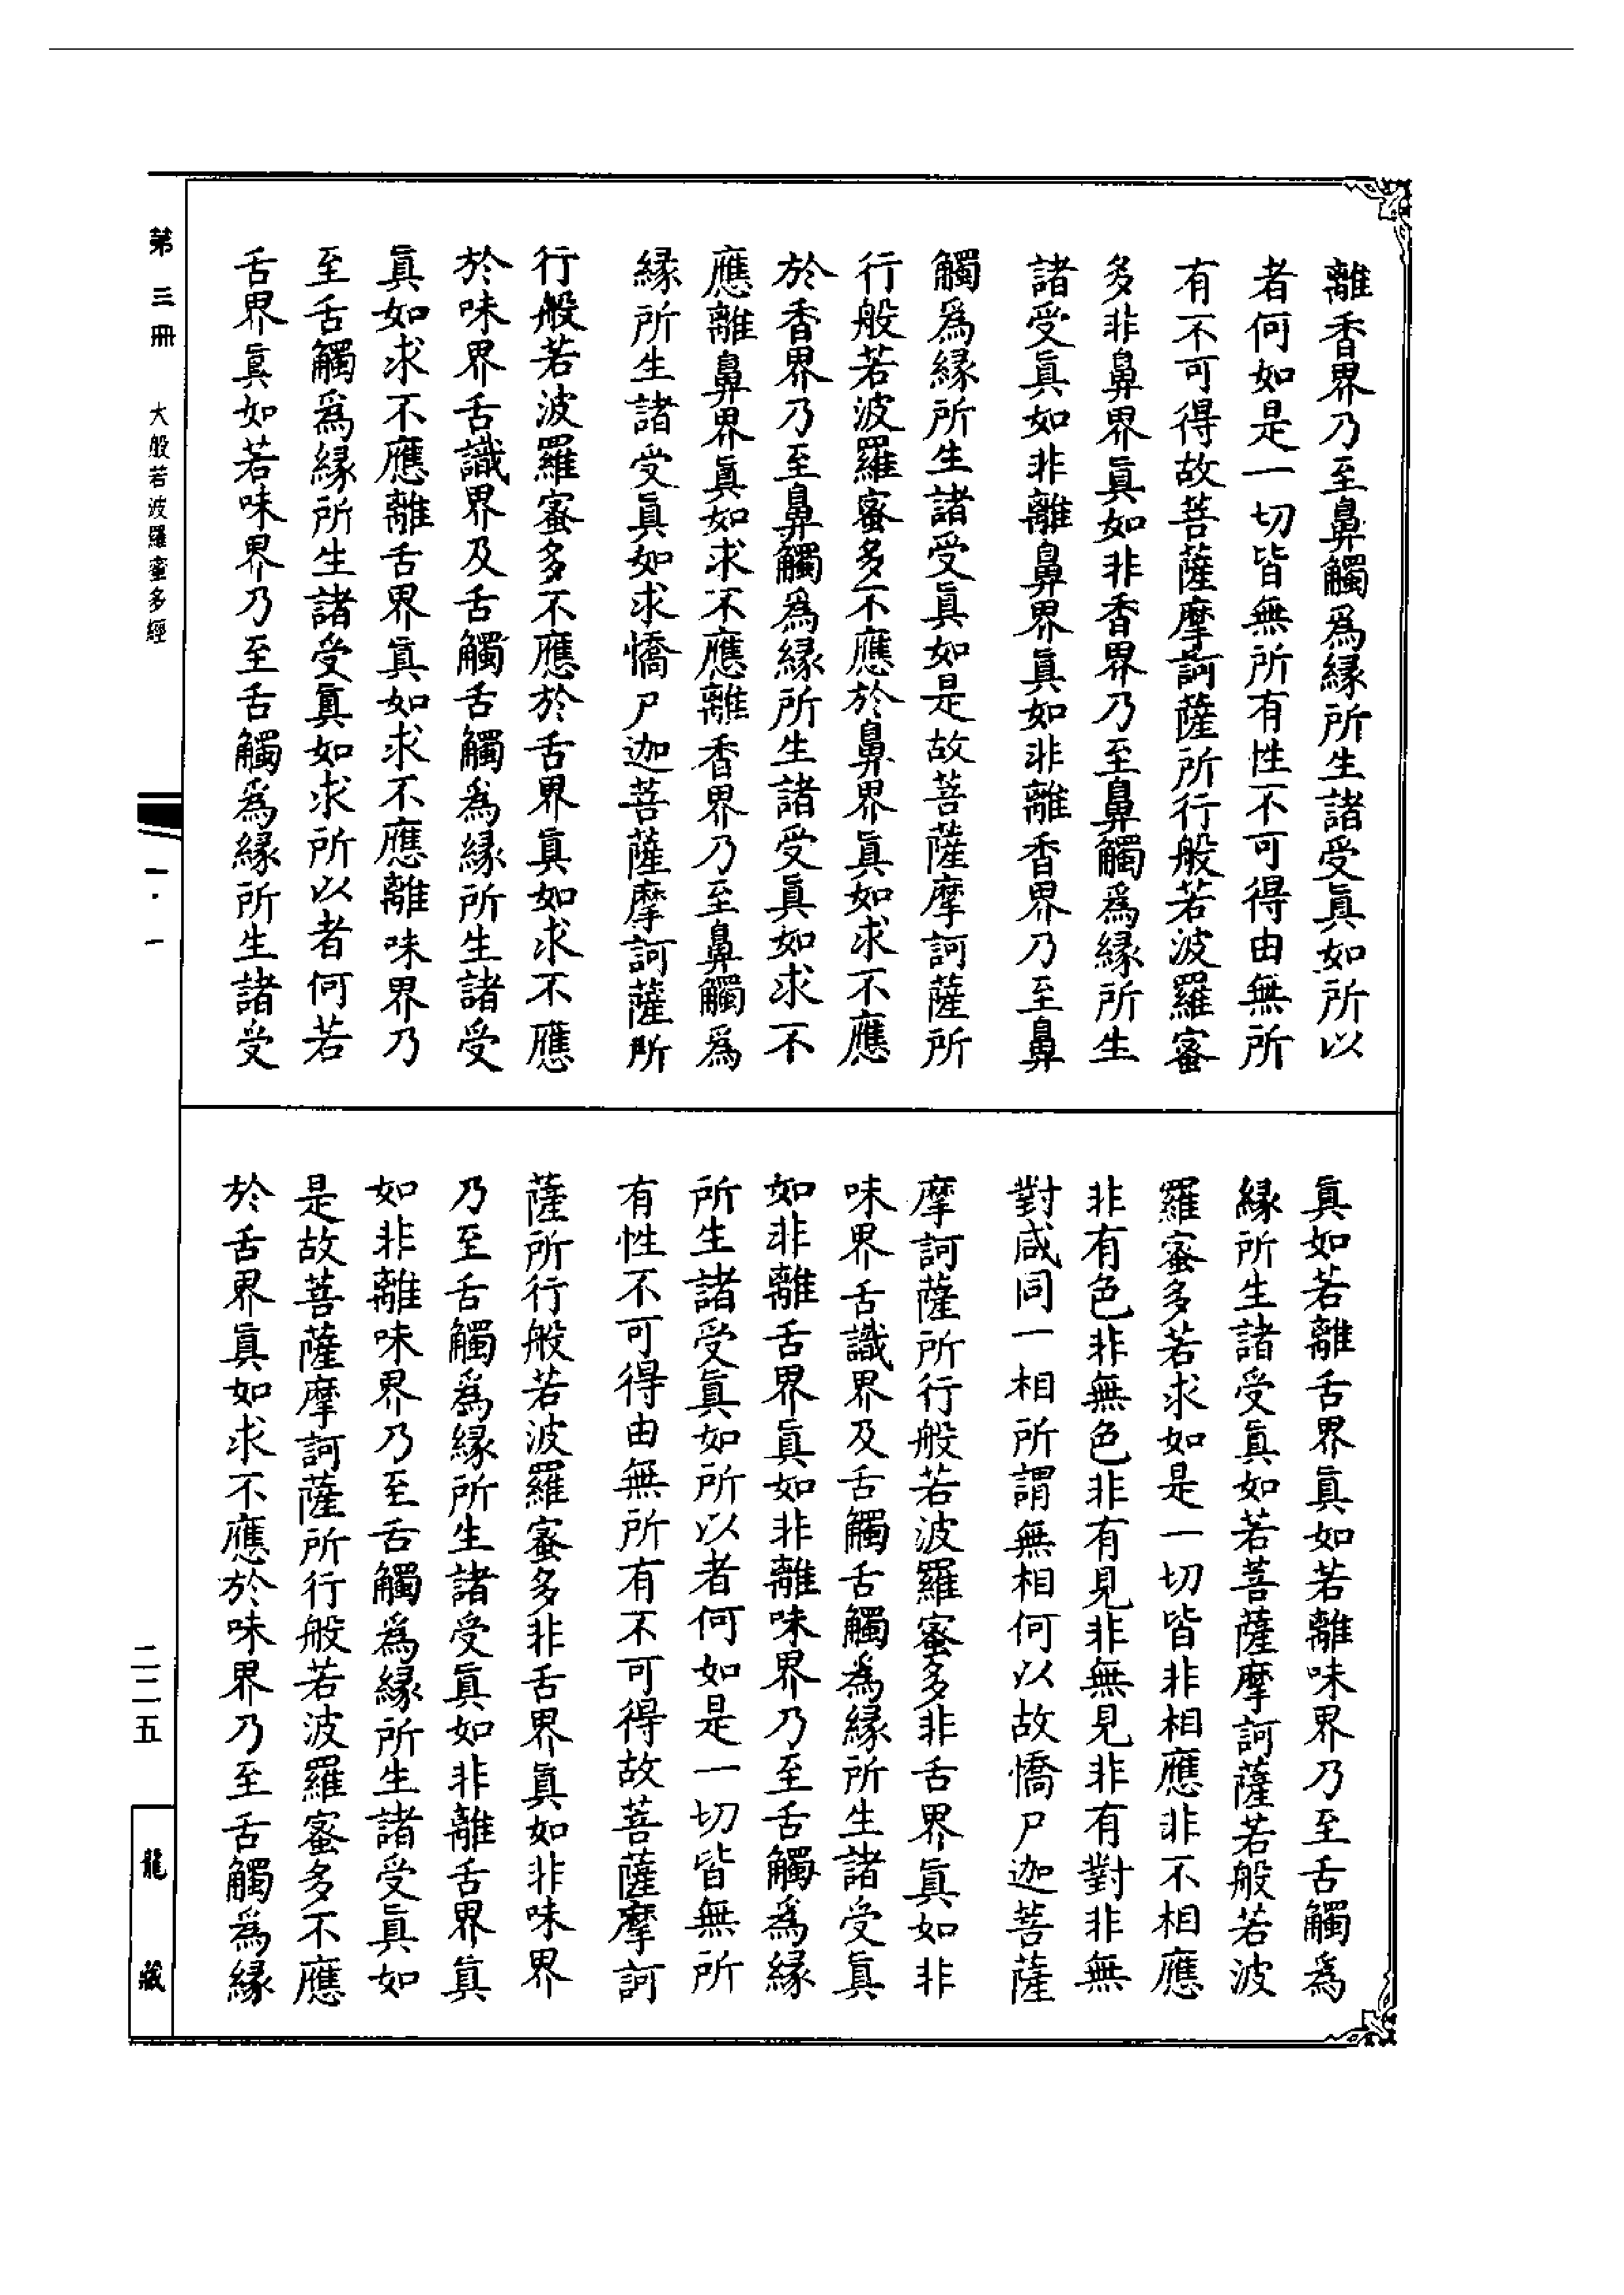 離香界乃至鼻觸爲緣所生諸受眞如所以
者何如是一切皆無所有性不可得由無所
有不可得故菩薩摩訶薩所行般若波羅蜜
多非鼻界眞如非香界乃至鼻觸爲緣所生
諸受眞如非離鼻界眞如非離香界乃至鼻
觸爲緣所生諸受眞如是故菩薩摩訶薩所
行般若波羅蜜多不應於鼻界眞如求不應
於香界乃至鼻觸爲緣所生諸受眞如求不
應離鼻界眞如求不應離香界乃至鼻觸爲
緣所生諸受眞如求憍尸迦菩薩摩訶薩所
行般若波羅蜜多不應於舌界眞如求不應
於味界舌識界及舌觸舌觸爲緣所生諸受
眞如求不應離舌界眞如求不應離味界乃
至舌觸爲緣所生諸受眞如求所以者何若
舌界眞如若味界乃至舌觸爲緣所生諸受
眞如若離舌界眞如若離味界乃至舌觸爲
緣所生諸受眞如若菩薩摩訶薩若般若波
羅蜜多若求如是一切皆非相應非不相應
非有色非無色非有見非無見非有對非無
對咸同一相所謂無相何以故憍尸迦菩薩
摩訶薩所行般若波羅蜜多非舌界眞如非
味界舌識界及舌觸舌觸爲緣所生諸受眞
如非離舌界眞如非離味界乃至舌觸爲緣
所生諸受眞如所以者何如是一切皆無所
有性不可得由無所有不可得故菩薩摩訶
薩所行般若波羅蜜多非舌界眞如非味界
乃至舌觸爲緣所生諸受眞如非離舌界眞
如非離味界乃至舌觸爲緣所生諸受眞如
是故菩薩摩訶薩所行般若波羅蜜多不應
於舌界眞如求不應於味界乃至舌觸爲緣
第三冊 大般若波羅蜜多經
一·一
二二五
龍藏